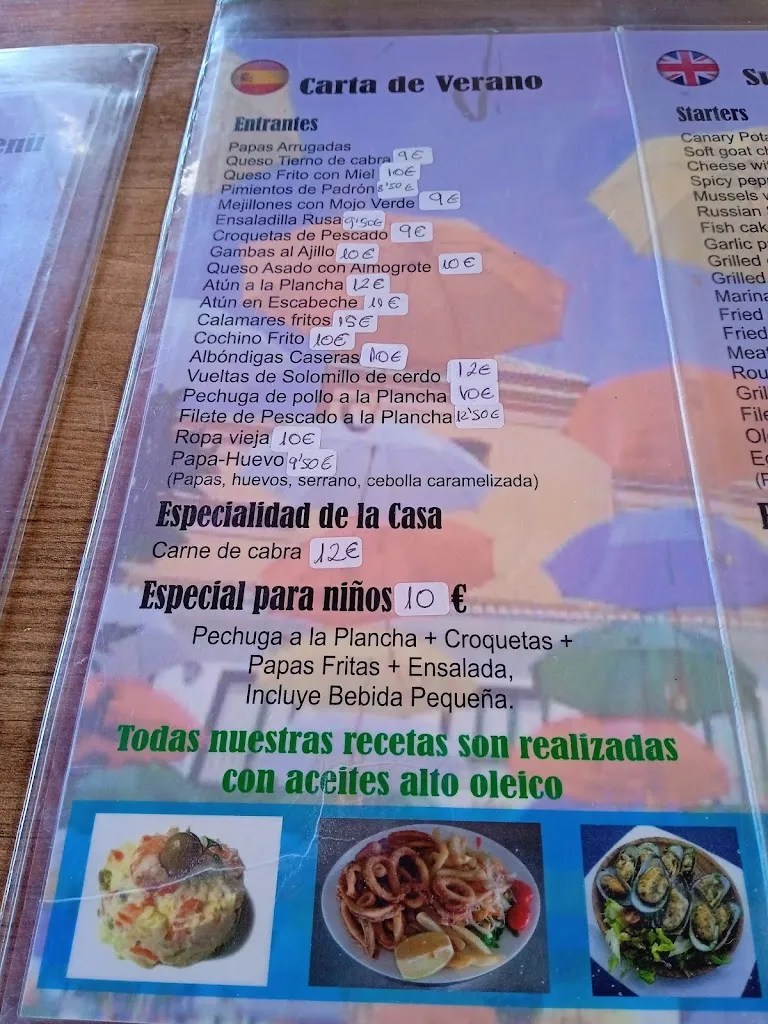 enu
Carta de Verano
Entrantes
Papas Arrugadas
Queso Tierno de cabra 9€
Queso Frito con Miel 10€
Pimientos de Padrón 8'50€
Mejillones con Mojo Verde 9€
Ensaladilla Rusa 9'50€
Croquetas de Pescado 9€
Gambas al Ajillo 10€
Queso Asado con Almogrote 10€
Atún a la Plancha 12€
Atún en Escabeche 11€
Calamares fritos 15€
Cochino Frito 10€
Albóndigas Caseras 10€
Vueltas de Solomillo de cerdo 12€
Pechuga de pollo a la Plancha 10€
Filete de Pescado a la Plancha 12'50€
Ropa vieja 10€
Papa-Huevo 9'50€
(Papas, huevos, serrano, cebolla caramelizada)
Especialidad de la Casa
Carne de cabra 12€
Especial para niños 10 €
Pechuga a la Plancha + Croquetas +
Papas Fritas + Ensalada,
Incluye Bebida Pequeña.
Todas nuestras recetas son realizadas
con aceites alto oleico
Su
Starters
Canary Pota
Soft goat ch
Cheese wi
Spicy pep
Mussels
Russian
Fish cak
Garlic p
Grilled
Grilled
Marina
Fried
Fried
Meat
Rou
Gril
File
Ol